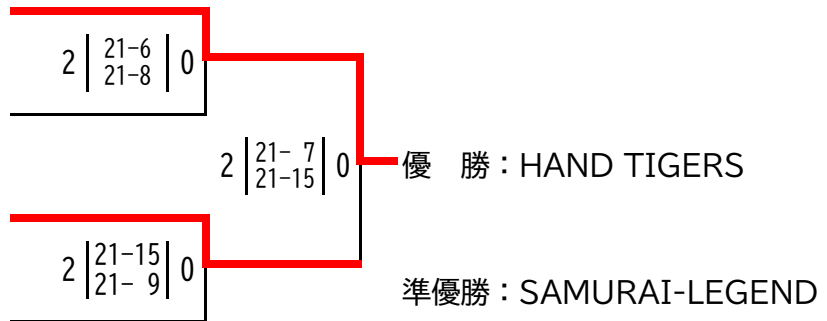 2 21-6 0
21-8
2 21- 7 0
21-15
優　勝：HAND TIGERS
2 21-15 0
21- 9
準優勝：SAMURAI-LEGEND